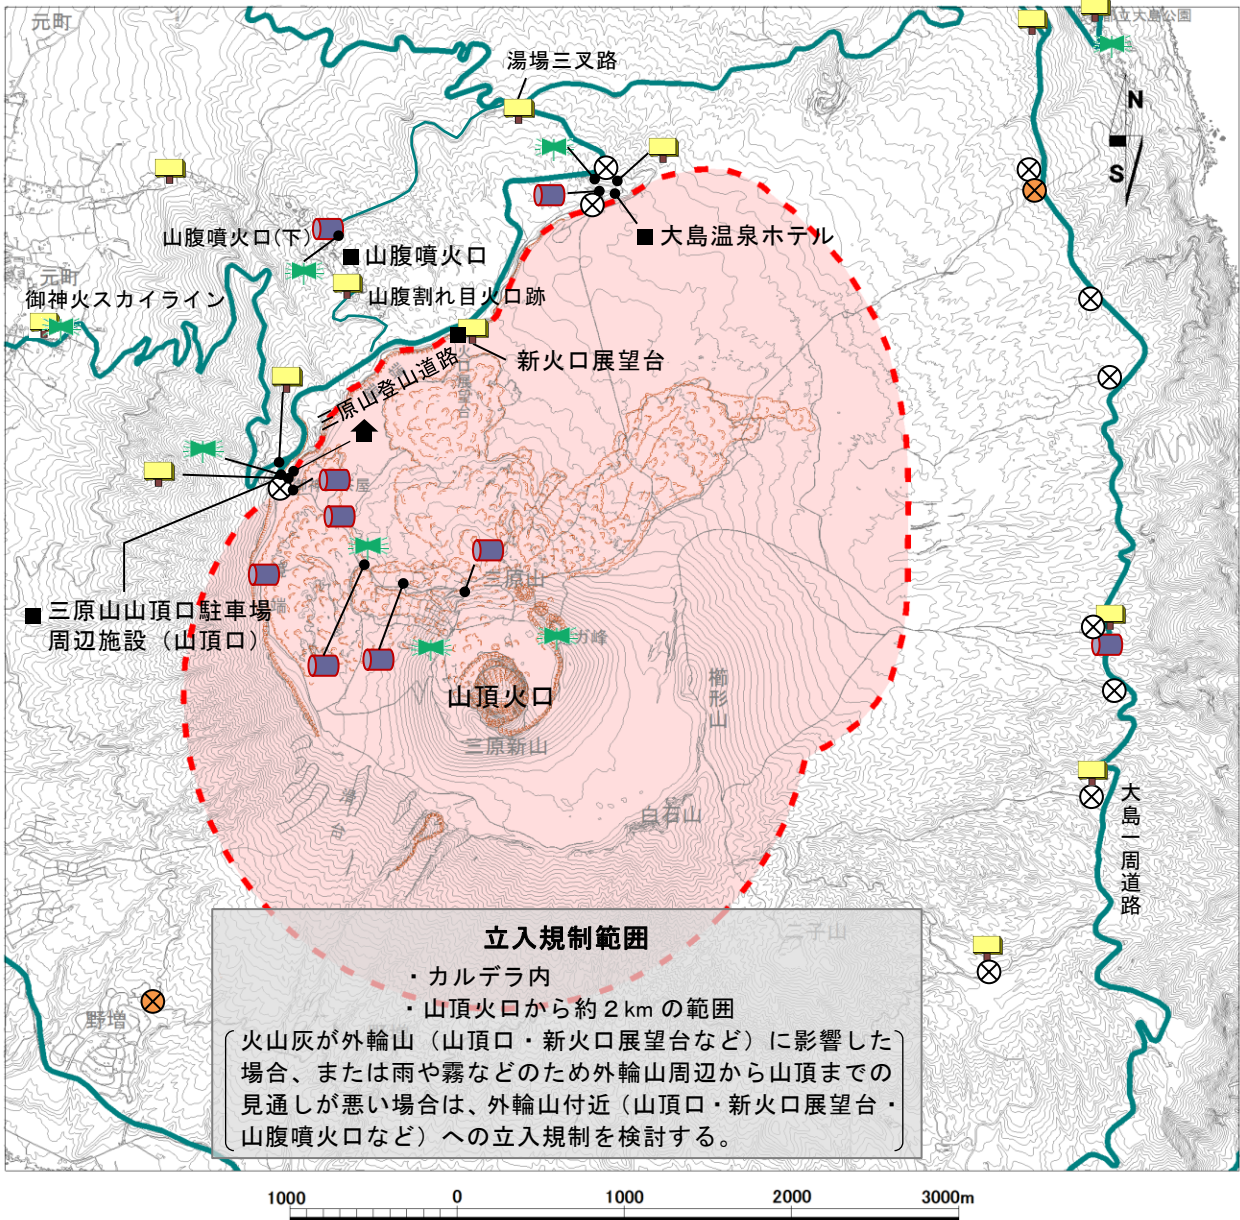 元町
都立大島公園
湯場三叉路
N
S
山腹噴火口(下)
山腹噴火口
大島温泉ホテル
元町
御神火スカイライン
山腹割れ目火口跡
新火口展望台
火口展望台
三原山登山道路
三原山
三原山山頂口駐車場
周辺施設（山頂口）
山頂火口
櫛形山
三原新山
白石山
大島一周道路
二子山
野増
立入規制範囲
・カルデラ内
・山頂火口から約２kmの範囲
火山灰が外輪山（山頂口・新火口展望台など）に影響した
場合、または雨や霧などのため外輪山周辺から山頂までの
見通しが悪い場合は、外輪山付近（山頂口・新火口展望台・
山腹噴火口など）への立入規制を検討する。
1000 0 1000 2000 3000m